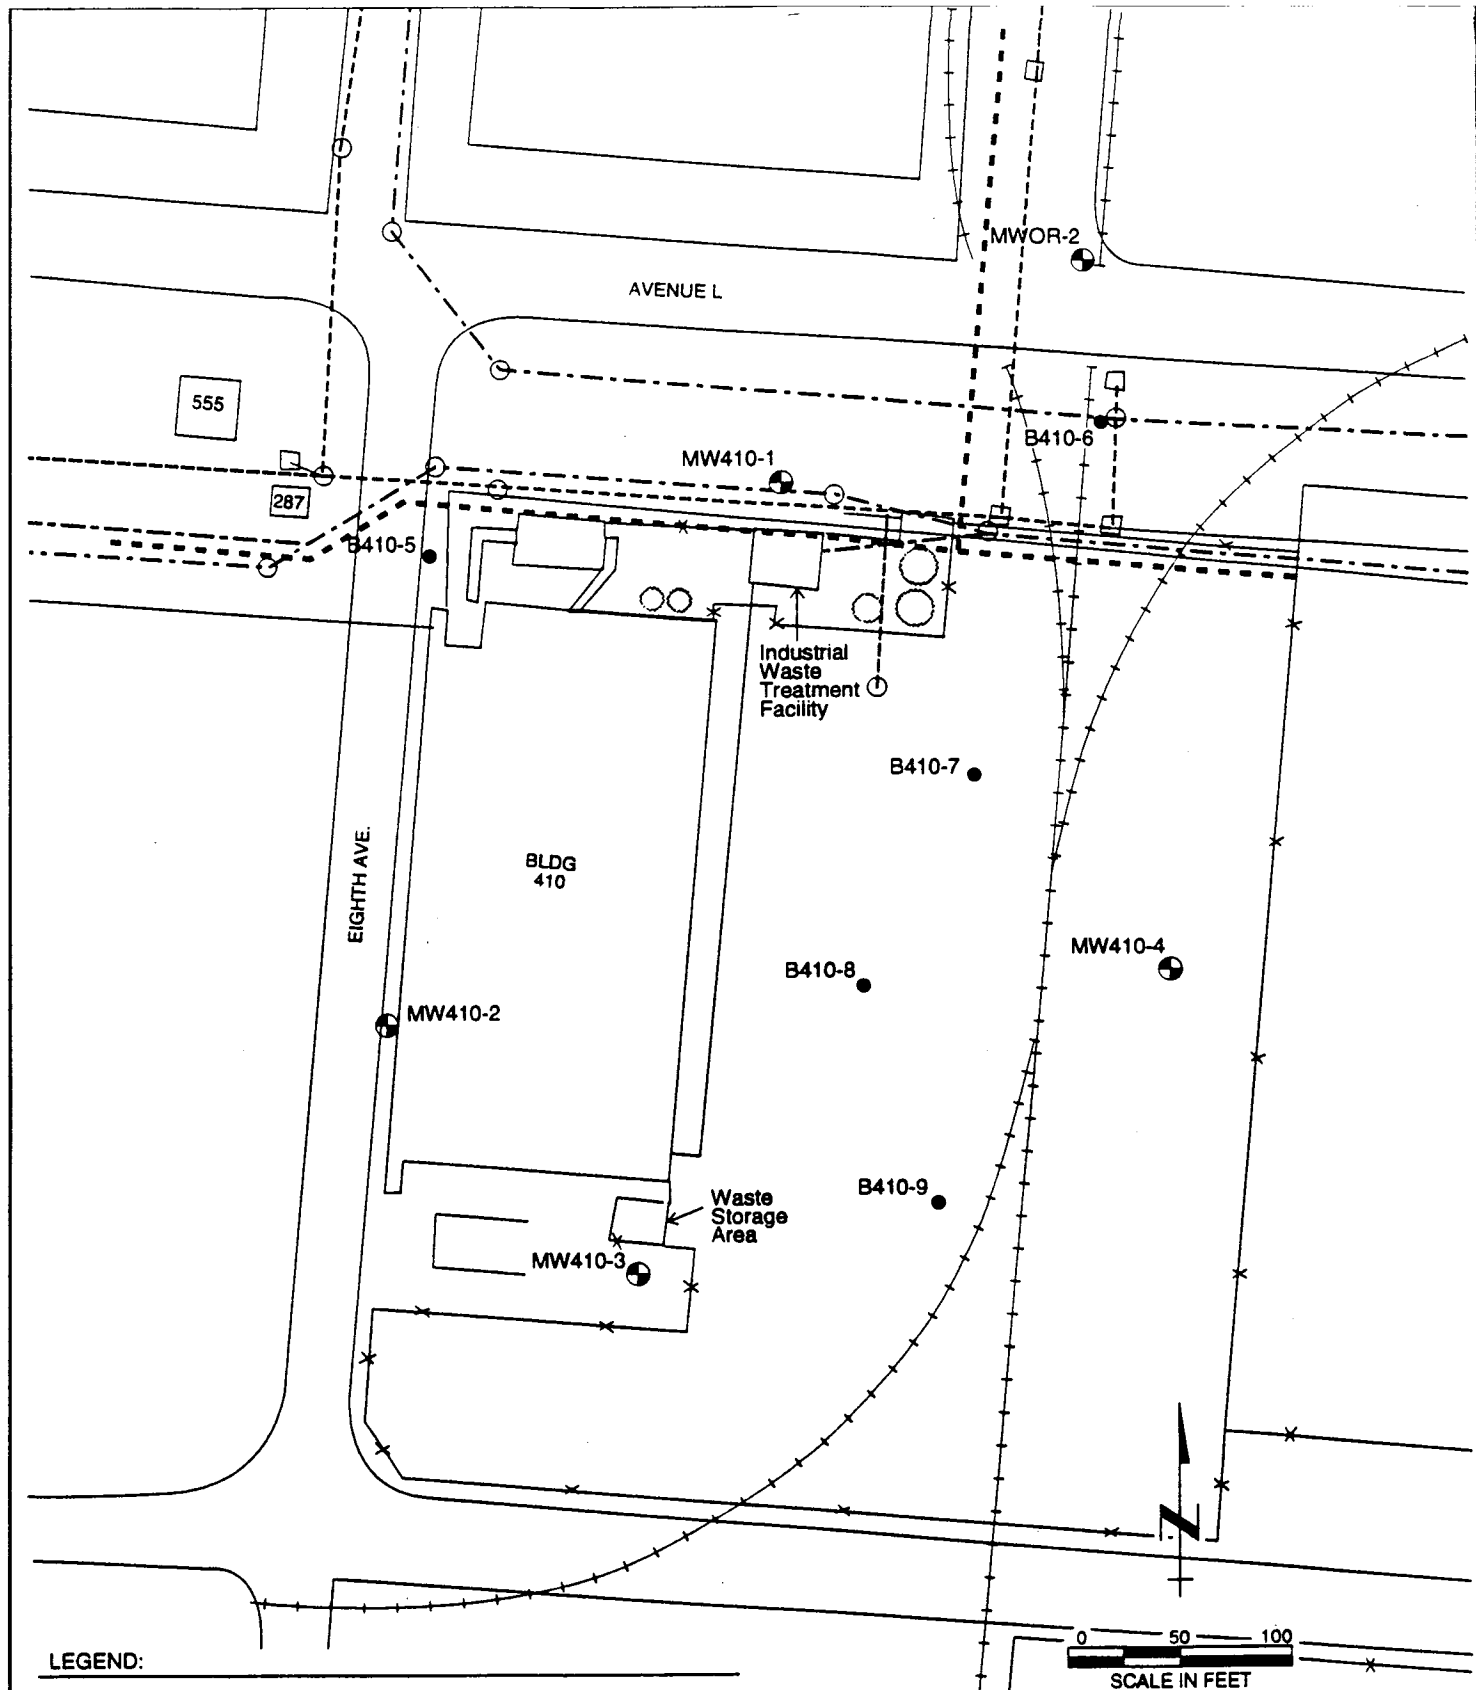 MWOR-2
AVENUE L
555
B410-6
MW410-1
287
B410-5
Industrial
Waste
Treatment
Facility
B410-7
EIGHTH AVE.
BLDG
410
MW410-4
B410-8
MW410-2
B410-9
Waste
Storage
Area
MW410-3
N
0 50 100
SCALE IN FEET
LEGEND: